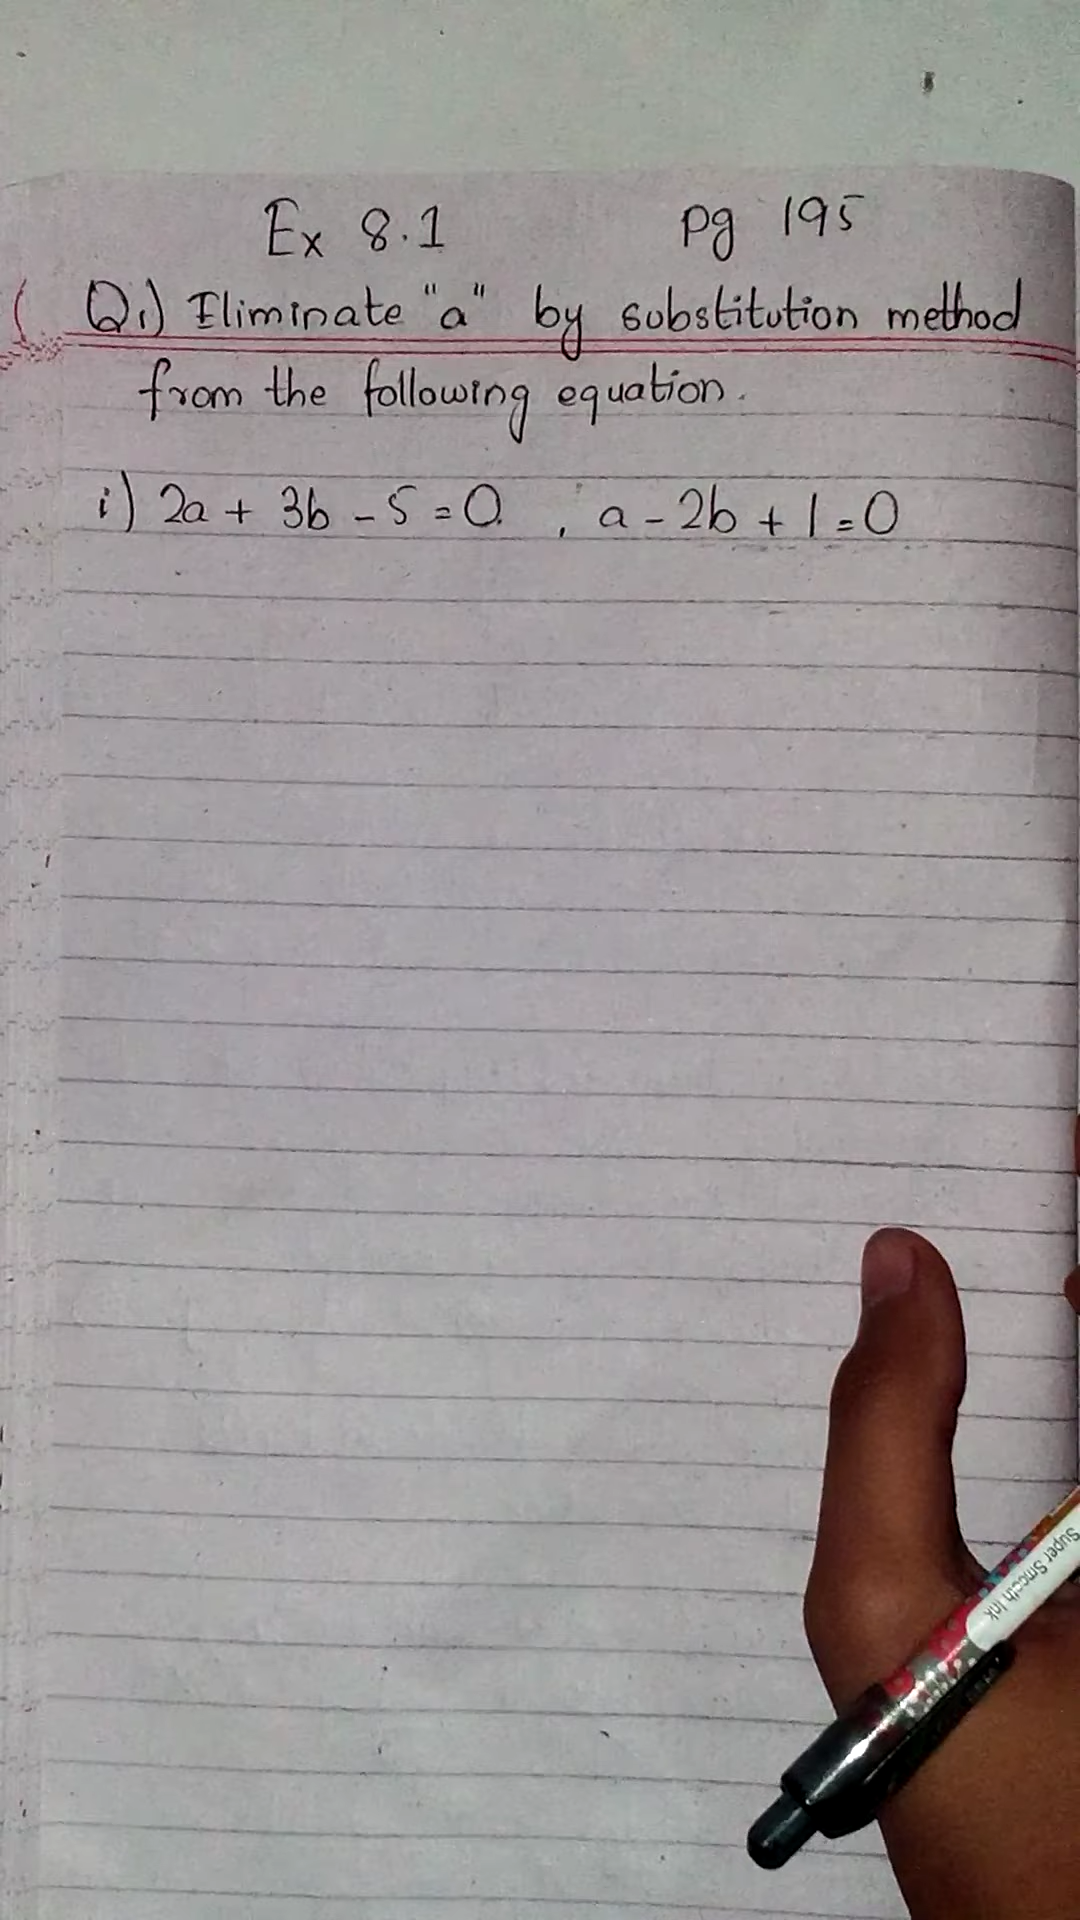 Ex 8.1 pg 195
Q1) Eliminate "a" by substitution method
from the following equation.
i) 2a + 3b - 5 = 0 , a - 2b + 1 = 0
Super Smooth Ink